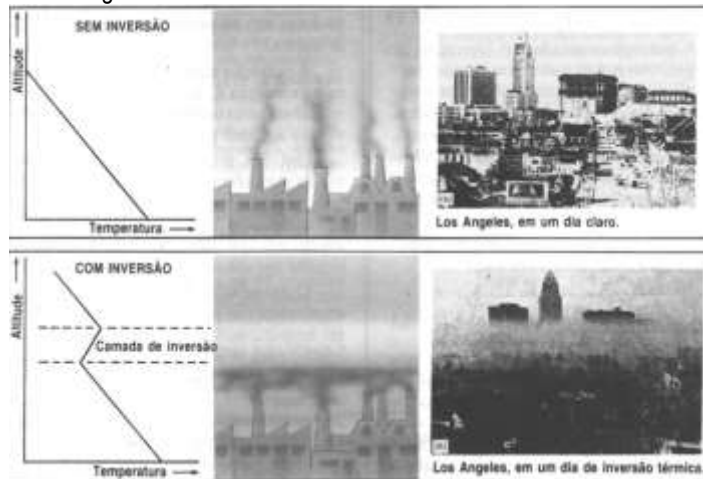 SEM INVERSÃO
Altitude
Temperatura
Los Angeles, em um dia claro.
COM INVERSÃO
Altitude
Camada de inversão
Temperatura
Los Angeles, em um dia de inversão térmica